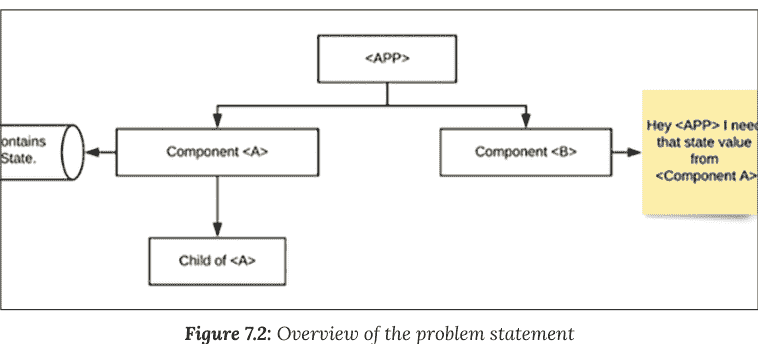 <APP>
ontains
State.
Component <A>
Component <B>
Hey <APP> I need
that state value
from
<Component A>
Child of <A>
Figure 7.2: Overview of the problem statement